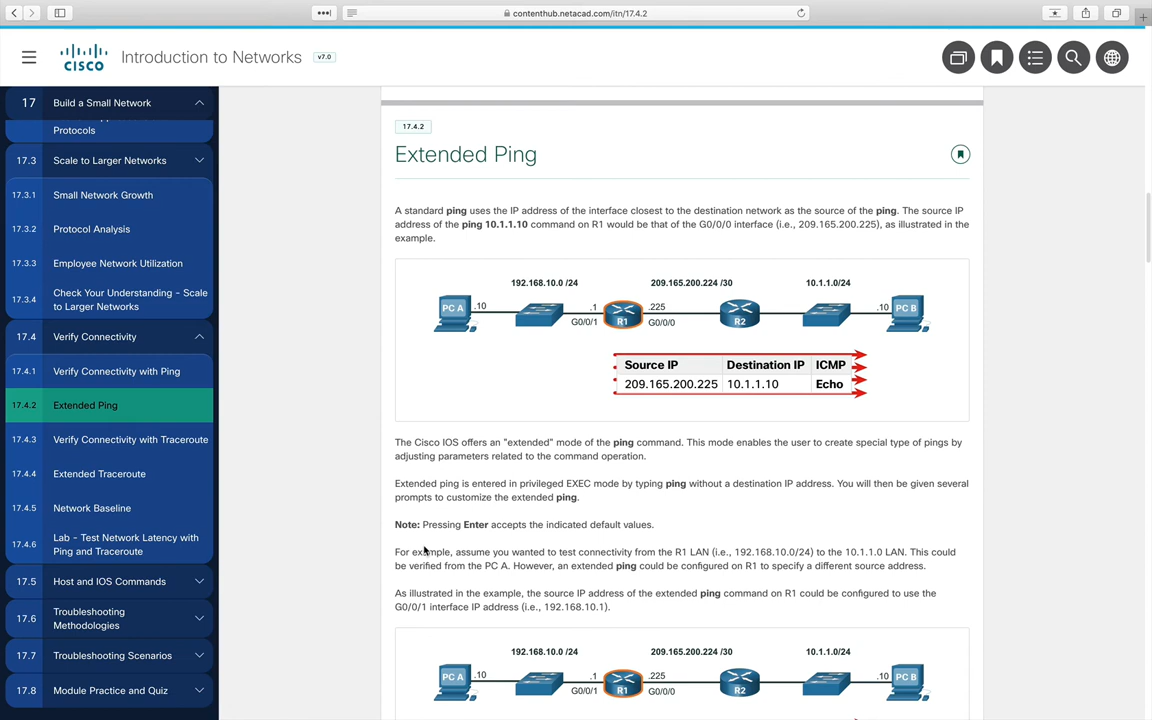 contenthub.netacad.com/itn/17.4.2
CISCO
Introduction to Networks
v7.0
17 Build a Small Network
Protocols
17.3 Scale to Larger Networks
17.3.1 Small Network Growth
17.3.2 Protocol Analysis
17.3.3 Employee Network Utilization
17.3.4 Check Your Understanding - Scale
to Larger Networks
17.4 Verify Connectivity
17.4.1 Verify Connectivity with Ping
17.4.2 Extended Ping
17.4.3 Verify Connectivity with Traceroute
17.4.4 Extended Traceroute
17.4.5 Network Baseline
17.4.6 Lab - Test Network Latency with
Ping and Traceroute
17.5 Host and IOS Commands
17.6 Troubleshooting
Methodologies
17.7 Troubleshooting Scenarios
17.8 Module Practice and Quiz
17.4.2
Extended Ping
A standard ping uses the IP address of the interface closest to the destination network as the source of the ping. The source IP
address of the ping 10.1.1.10 command on R1 would be that of the G0/0/0 interface (i.e., 209.165.200.225), as illustrated in the
example.
192.168.10.0 /24 209.165.200.224 /30 10.1.1.0/24
PC A .10 .1 R1 .225 R2 .10 PC B
G0/0/1 G0/0/0
Source IP Destination IP ICMP
209.165.200.225 10.1.1.10 Echo
The Cisco IOS offers an "extended" mode of the ping command. This mode enables the user to create special type of pings by
adjusting parameters related to the command operation.
Extended ping is entered in privileged EXEC mode by typing ping without a destination IP address. You will then be given several
prompts to customize the extended ping.
Note: Pressing Enter accepts the indicated default values.
For example, assume you wanted to test connectivity from the R1 LAN (i.e., 192.168.10.0/24) to the 10.1.1.0 LAN. This could
be verified from the PC A. However, an extended ping could be configured on R1 to specify a different source address.
As illustrated in the example, the source IP address of the extended ping command on R1 could be configured to use the
G0/0/1 interface IP address (i.e., 192.168.10.1).
192.168.10.0 /24 209.165.200.224 /30 10.1.1.0/24
PC A .10 .1 R1 .225 R2 .10 PC B
G0/0/1 G0/0/0